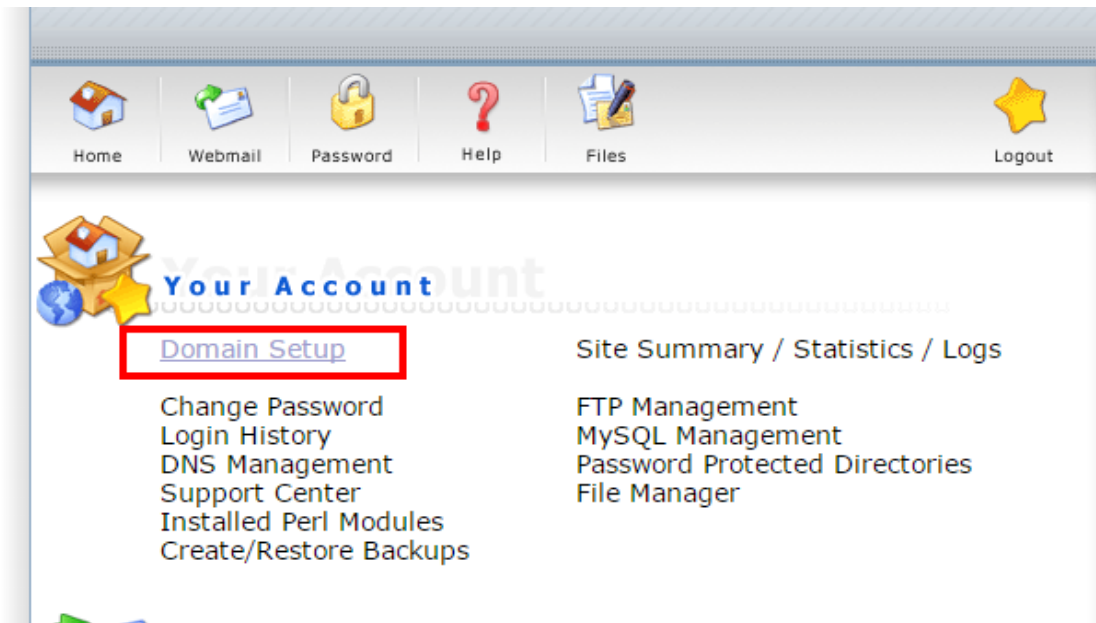 Home Webmail Password Help Files Logout
Your Account
Domain Setup
Site Summary / Statistics / Logs
Change Password
Login History
DNS Management
Support Center
Installed Perl Modules
Create/Restore Backups
FTP Management
MySQL Management
Password Protected Directories
File Manager